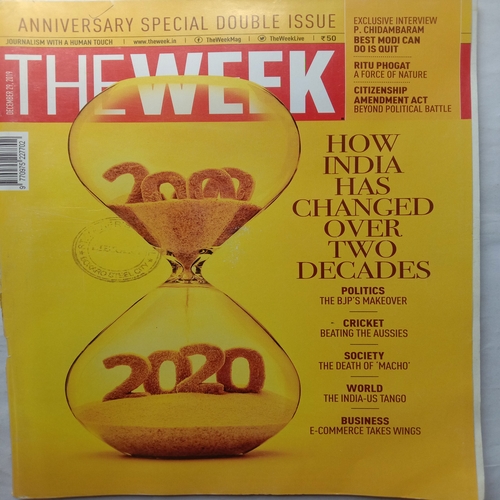 ANNIVERSARY SPECIAL DOUBLE ISSUE
JOURNALISM WITH A HUMAN TOUCH | www.theweek.in | TheWeekMag | TheWeekLive | ₹50
THE WEEK
DECEMBER 29, 2019
EXCLUSIVE INTERVIEW
P. CHIDAMBARAM
BEST MODI CAN
DO IS QUIT
RITU PHOGAT
A FORCE OF NATURE
CITIZENSHIP
AMENDMENT ACT
BEYOND POLITICAL BATTLE
9 770975 227702
2000
2020
HOW
INDIA
HAS
CHANGED
OVER
TWO
DECADES
POLITICS
THE BJP'S MAKEOVER
CRICKET
BEATING THE AUSSIES
SOCIETY
THE DEATH OF 'MACHO'
WORLD
THE INDIA-US TANGO
BUSINESS
E-COMMERCE TAKES WINGS